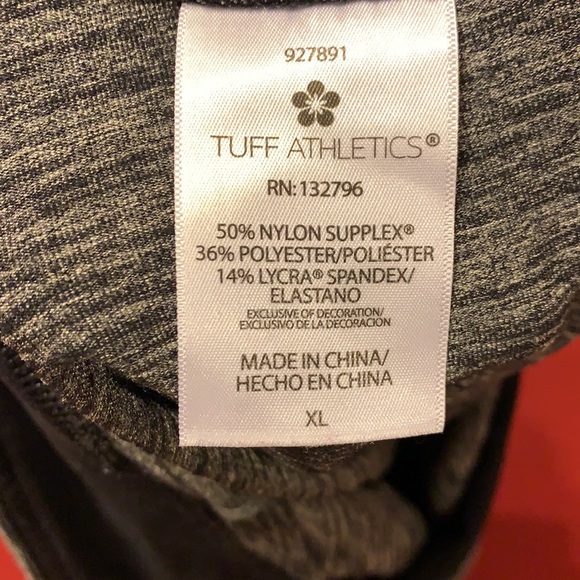 927891
TUFF ATHLETICS®
RN: 132796
50% NYLON SUPPLEX®
36% POLYESTER/POLIÉSTER
14% LYCRA® SPANDEX/
ELASTANO
EXCLUSIVE OF DECORATION/
EXCLUSIVO DE LA DECORACIÓN
MADE IN CHINA/
HECHO EN CHINA
XL